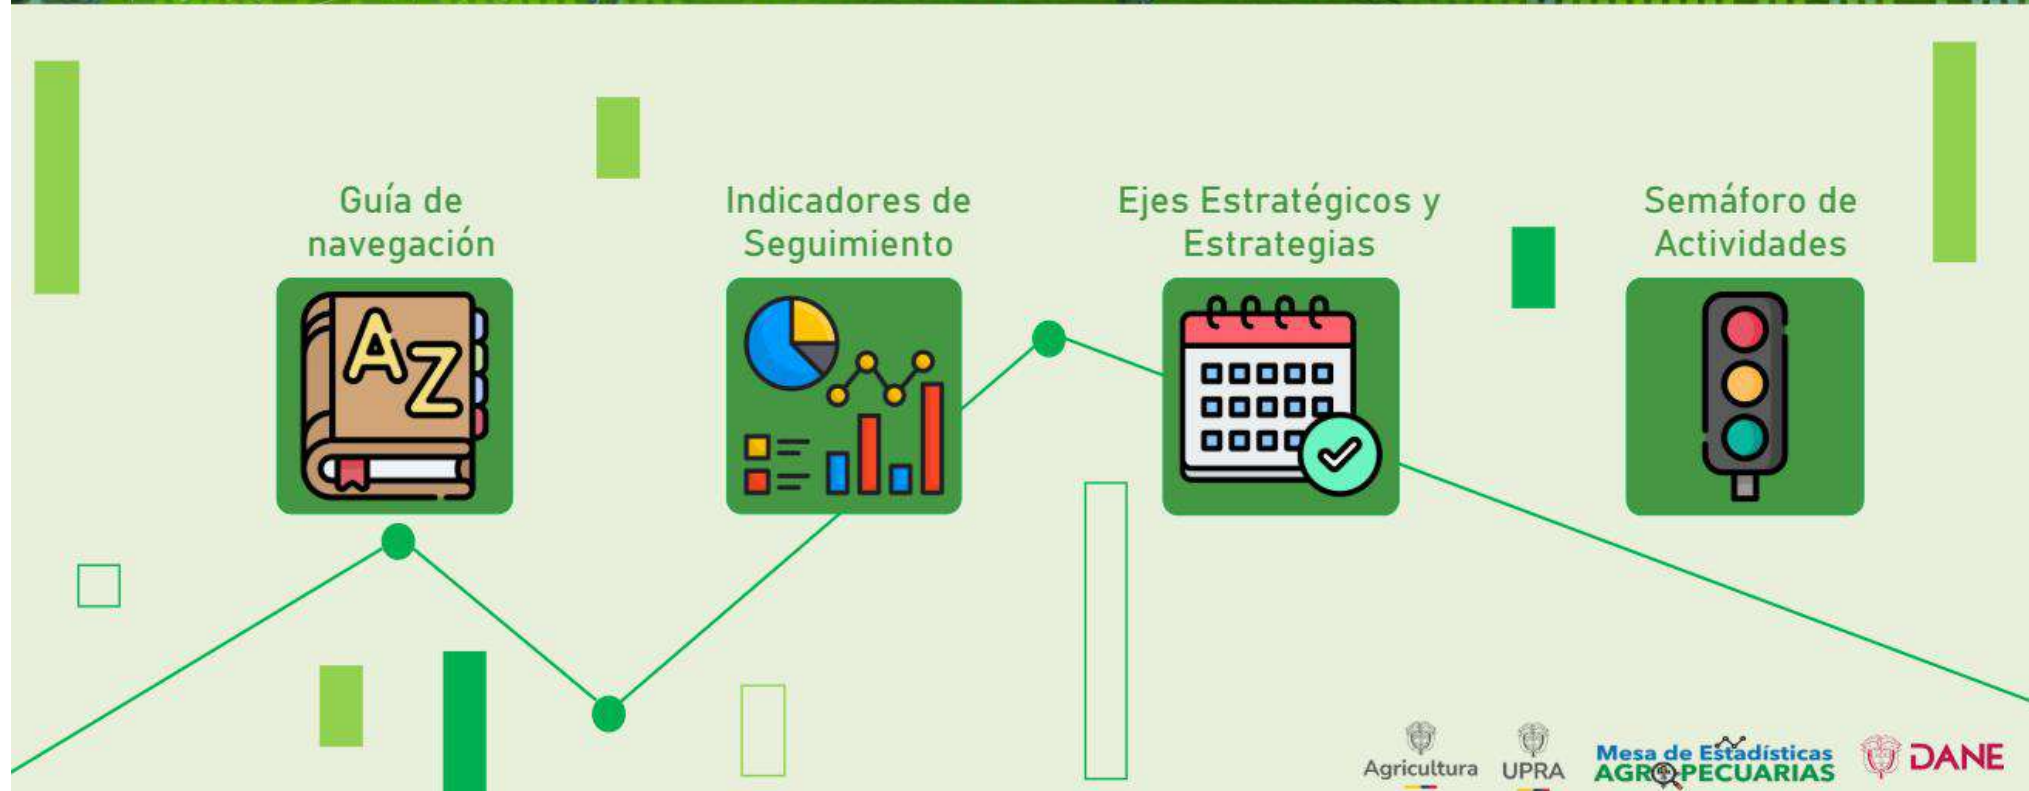 Guía de
navegación
Indicadores de
Seguimiento
Ejes Estratégicos y
Estrategias
Semáforo de
Actividades
AZ
Agricultura
UPRA
Mesa de Estadísticas
AGROPECUARIAS
DANE